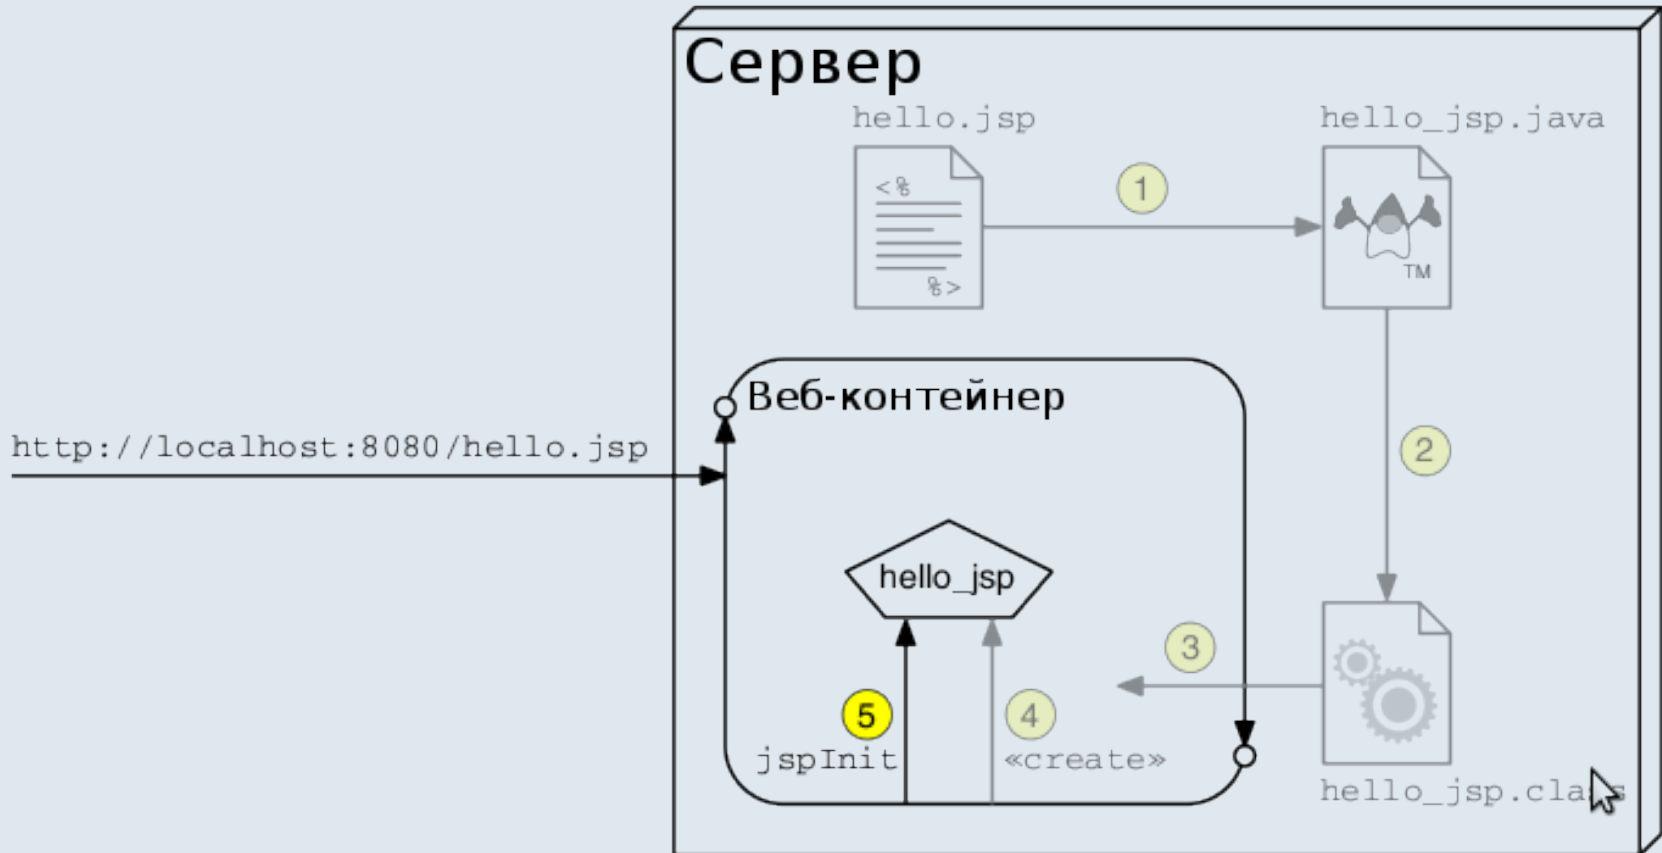 Сервер
hello.jsp
hello_jsp.java
<%
%>
1
TM
Веб-контейнер
http://localhost:8080/hello.jsp
2
hello_jsp
3
5
4
jspInit
«create»